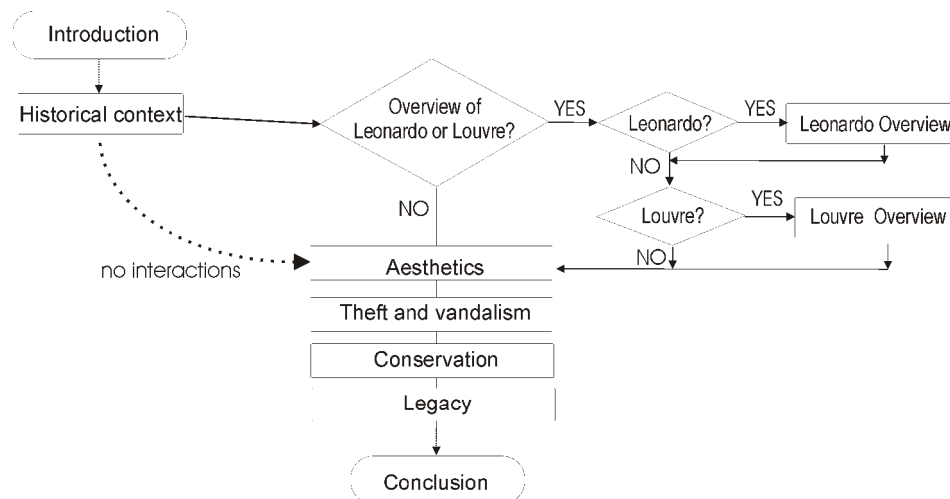 Introduction
Historical context
Overview of
Leonardo or Louvre?
YES
Leonardo?
YES
Leonardo Overview
NO
Louvre?
YES
Louvre Overview
NO
NO
no interactions
Aesthetics
Theft and vandalism
Conservation
Legacy
Conclusion